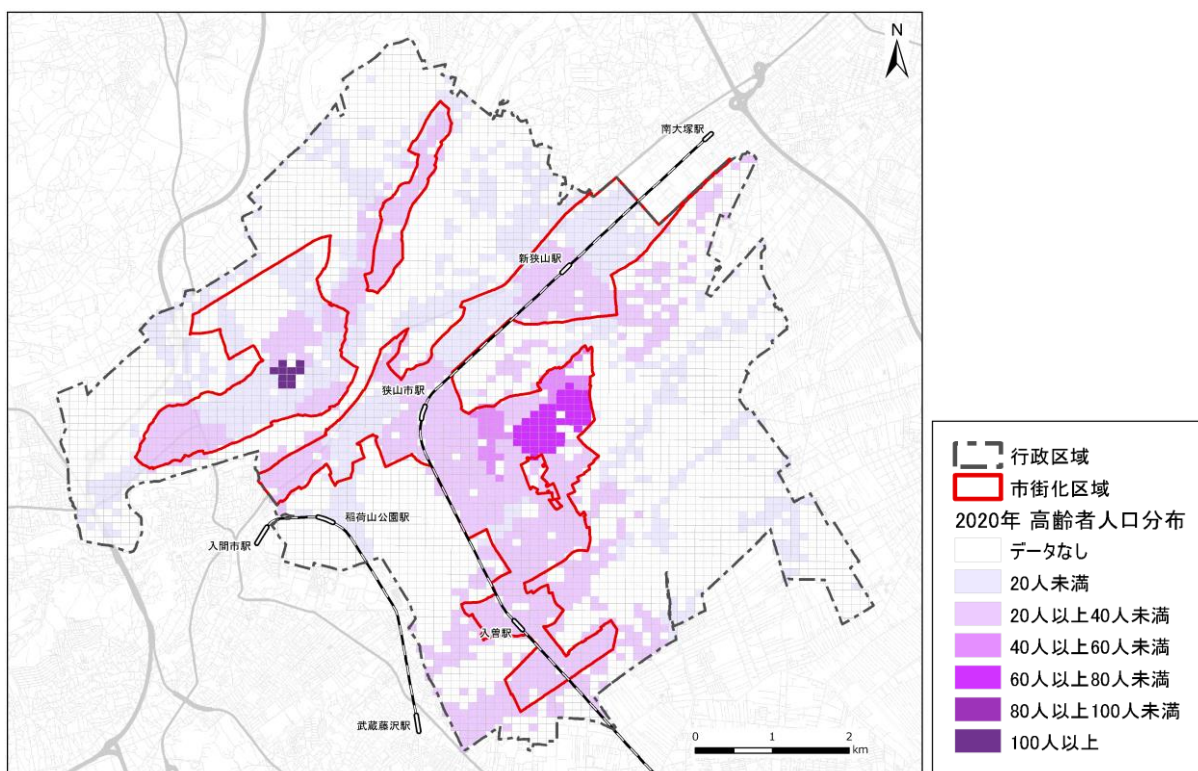 N
南大塚駅
新狭山駅
狭山市駅
稲荷山公園駅
入間市駅
入曽駅
武蔵藤沢駅
0 1 2
km
行政区域
市街化区域
2020年 高齢者人口分布
データなし
20人未満
20人以上40人未満
40人以上60人未満
60人以上80人未満
80人以上100人未満
100人以上